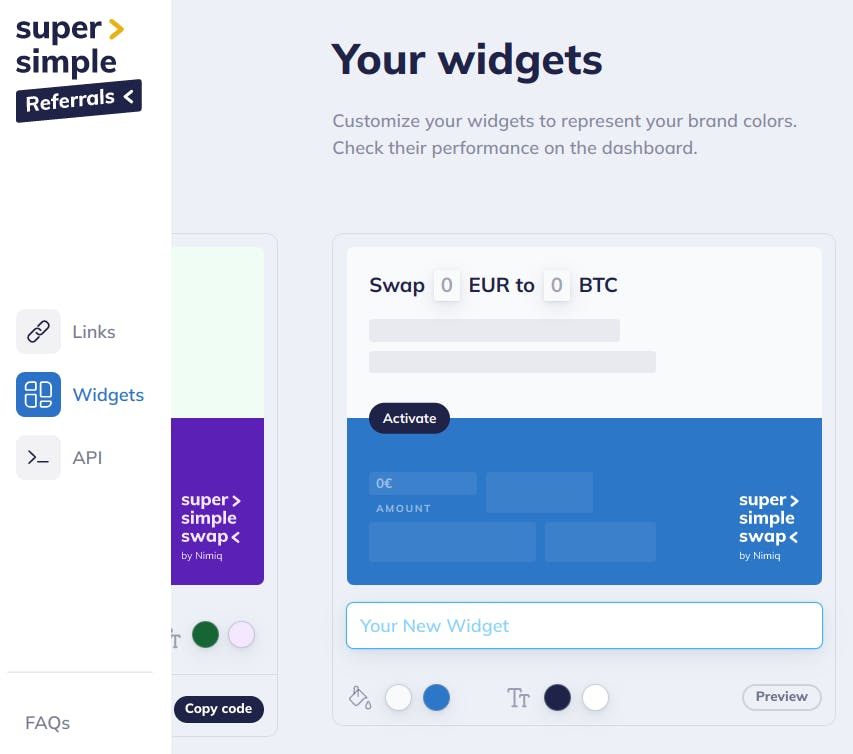 super
simple
Referrals
Links
Widgets
API
FAQs
Your widgets
Customize your widgets to represent your brand colors.
Check their performance on the dashboard.
super
simple
swap
by Nimiq
Copy code
Swap 0 EUR to 0 BTC
Activate
0€
AMOUNT
super
simple
swap
by Nimiq
Your New Widget
Preview